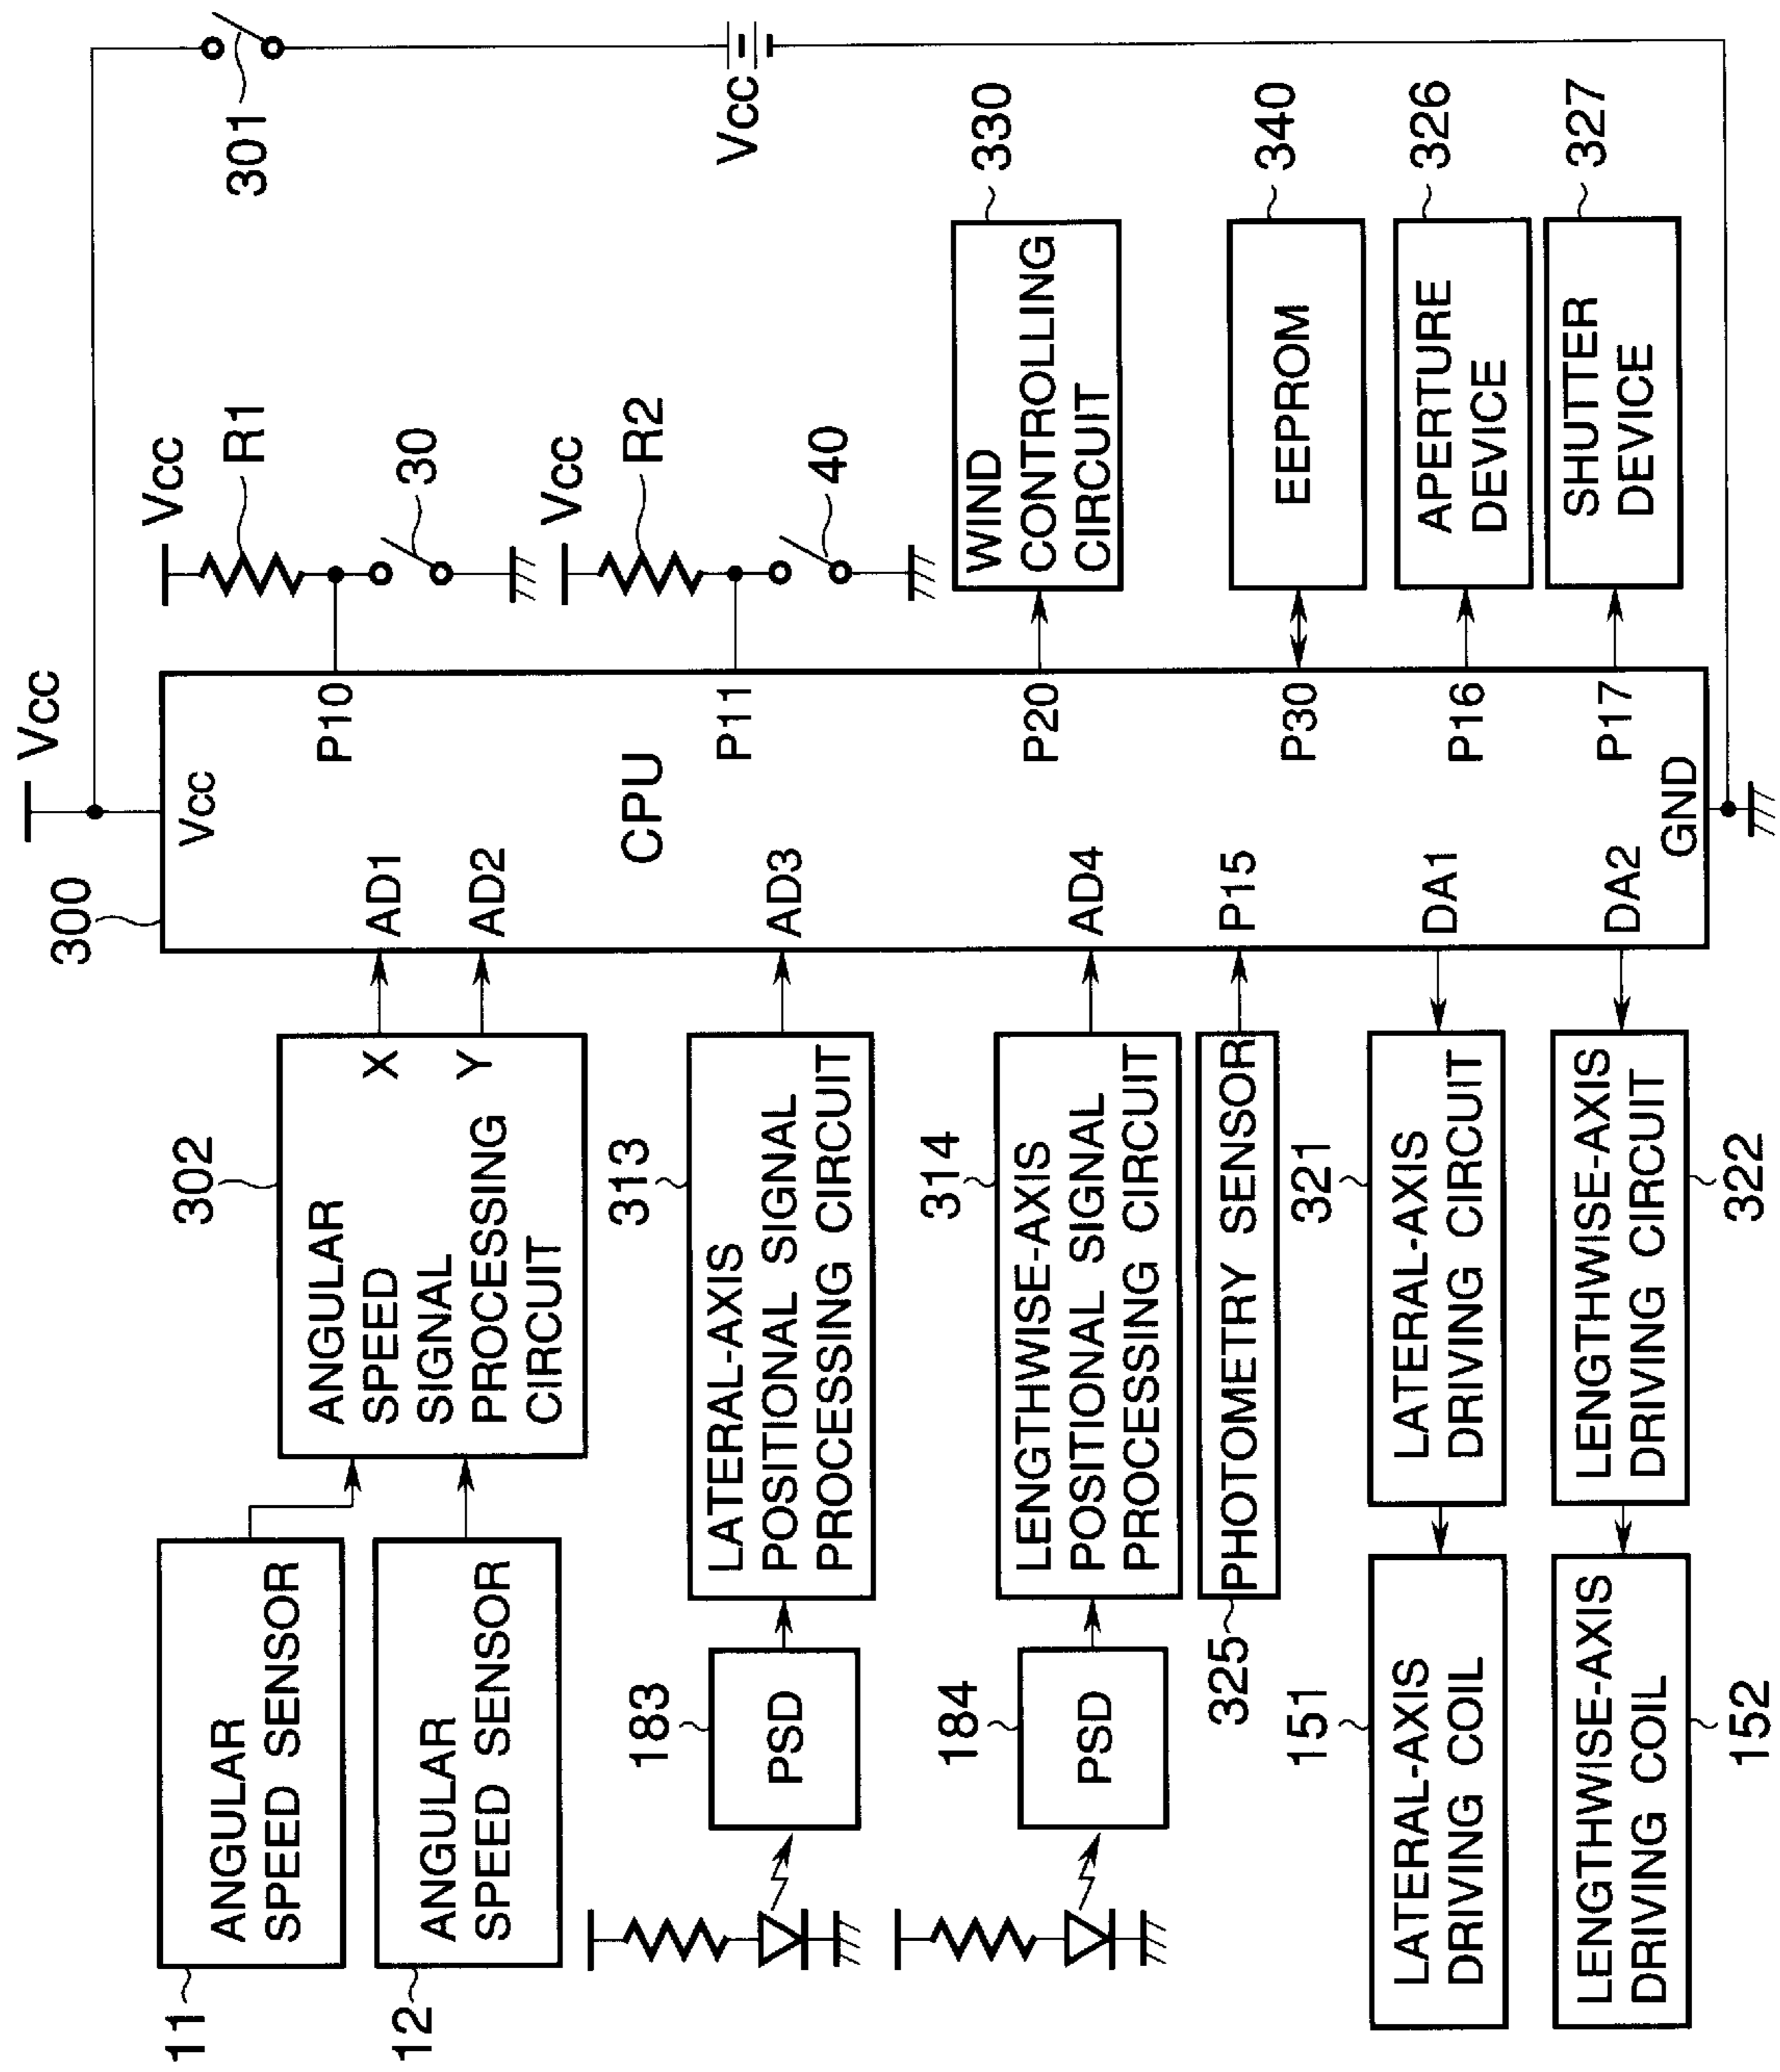 11
ANGULAR
SPEED SENSOR
12
ANGULAR
SPEED SENSOR
302
ANGULAR
SPEED
SIGNAL
PROCESSING
CIRCUIT
X
Y
183
PSD
313
LATERAL-AXIS
POSITIONAL SIGNAL
PROCESSING CIRCUIT
184
PSD
314
LENGTHWISE-AXIS
POSITIONAL SIGNAL
PROCESSING CIRCUIT
325
PHOTOMETRY SENSOR
151
LATERAL-AXIS
DRIVING COIL
321
LATERAL-AXIS
DRIVING CIRCUIT
LENGTHWISE-AXIS
DRIVING COIL
152
LENGTHWISE-AXIS
DRIVING CIRCUIT
322
300
Vcc
Vcc
AD1
AD2
AD3
AD4
P15
DA1
DA2
GND
CPU
P10
P11
P20
P30
P16
P17
Vcc
R1
30
Vcc
R2
40
WIND
CONTROLLING
CIRCUIT
330
EEPROM
340
APERTURE
DEVICE
326
SHUTTER
DEVICE
327
301
Vcc